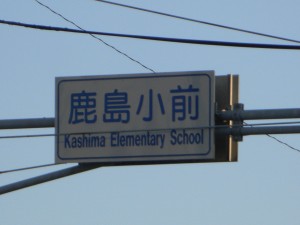 鹿島小前
Kashima Elementary School